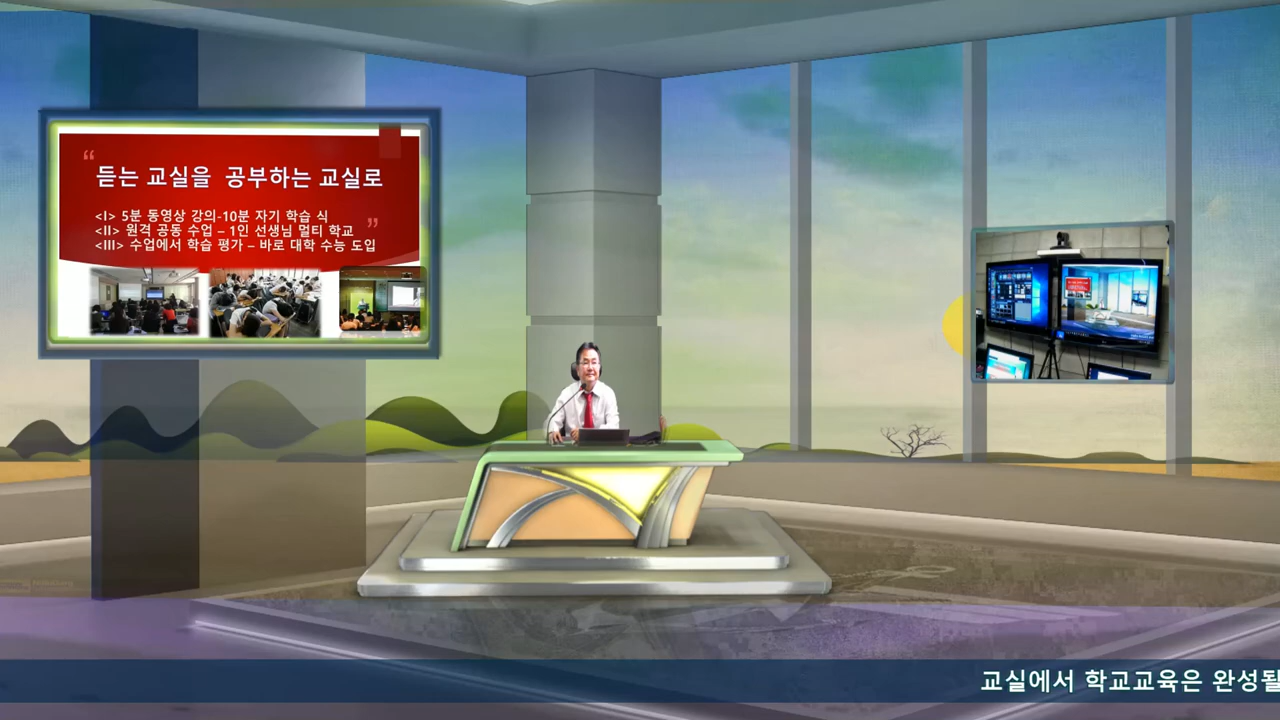 “
듣는 교실을 공부하는 교실로
<I> 5분 동영상 강의-10분 자기 학습 식
<II> 원격 공동 수업 – 1인 선생님 멀티 학교
<III> 수업에서 학습 평가 – 바로 대학 수능 도입
”
교실에서 학교교육은 완성될